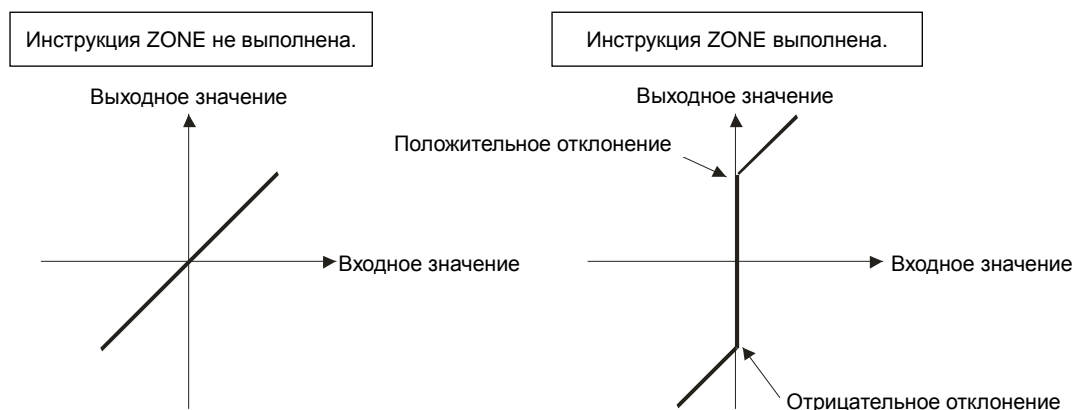 Инструкция ZONE не выполнена.
Инструкция ZONE выполнена.
Выходное значение
Выходное значение
Положительное отклонение
Входное значение
Входное значение
Отрицательное отклонение